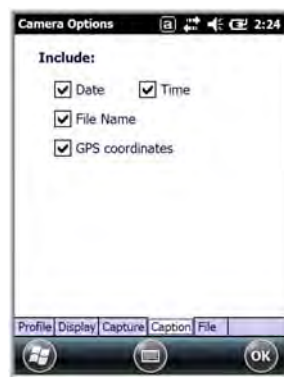 Camera Options a 2:24
Include:
Date Time
File Name
GPS coordinates
Profile Display Capture Caption File
OK